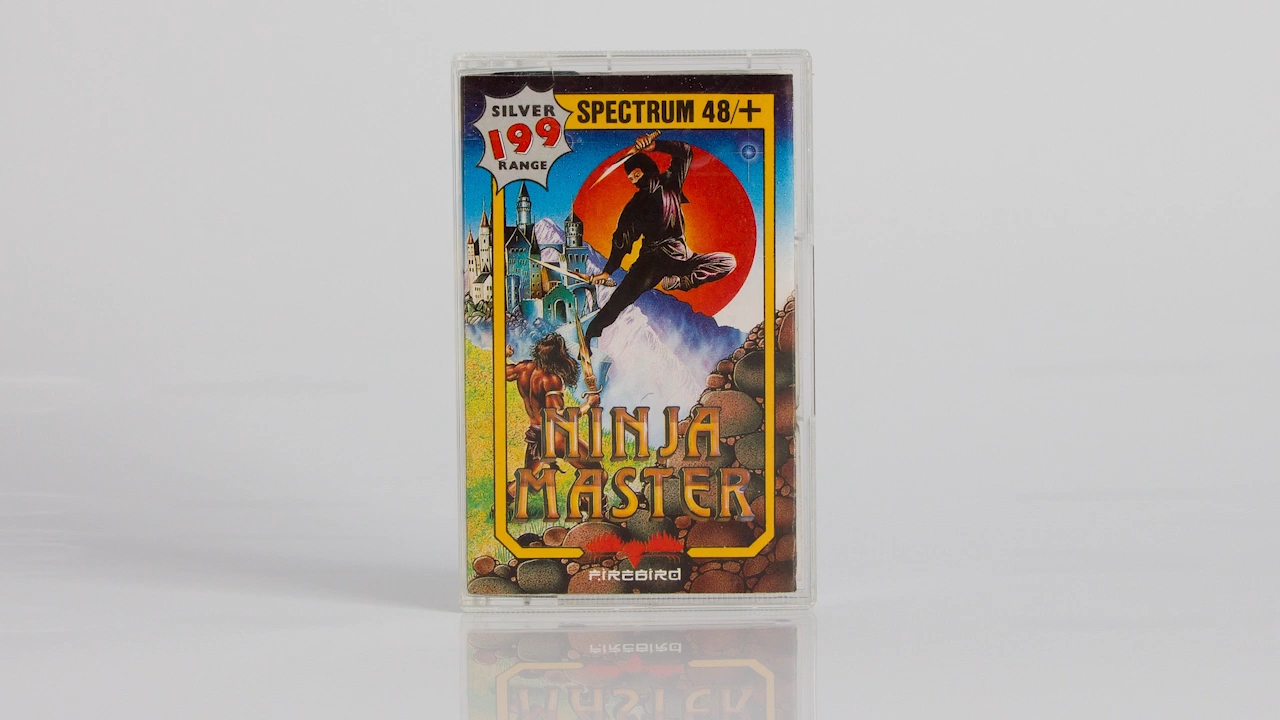 SILVER
199
RANGE
SPECTRUM 48/+
NINJA
MASTER
FIREBIRD